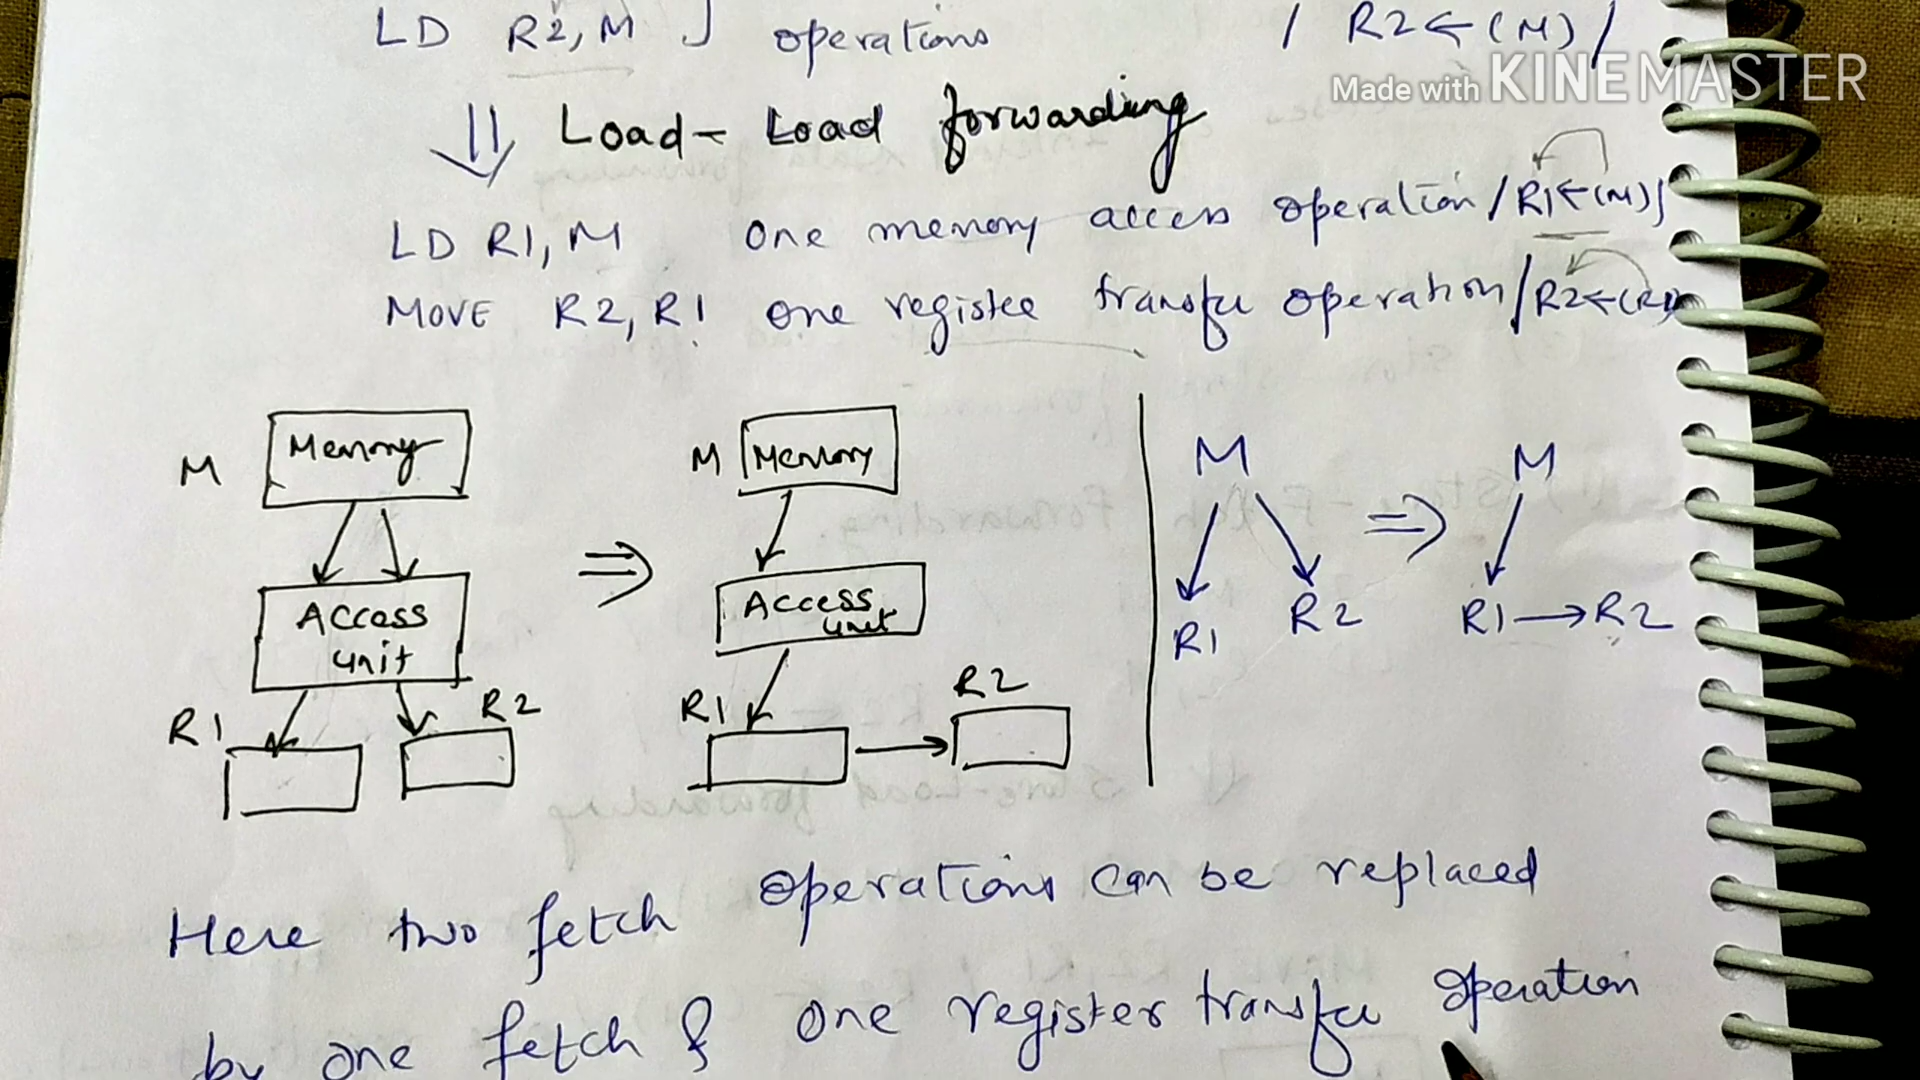 LD R2, M ] operations / R2 ← (M) /
Made with KINEMASTER
⇓ Load - Load forwarding
LD R1, M one memory access operation / R1 ← (M) /
MOVE R2, R1 one register transfer operation / R2 ← (R1)
M Memory
Access unit
R1
R2
⇒
M Memory
Access unit
R1
R2
M
R1
R2
⇒
M
R1 → R2
Here two fetch operations can be replaced
by one fetch & one register transfer operation